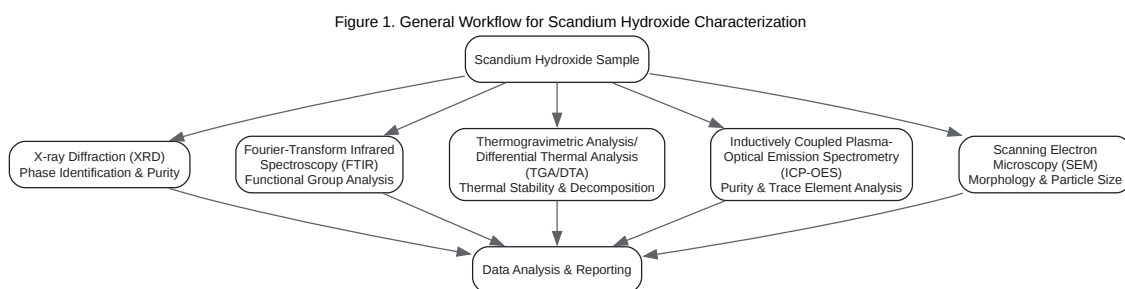 Figure 1. General Workflow for Scandium Hydroxide Characterization
Scandium Hydroxide Sample
X-ray Diffraction (XRD)
Phase Identification & Purity
Fourier-Transform Infrared
Spectroscopy (FTIR)
Functional Group Analysis
Thermogravimetric Analysis/
Differential Thermal Analysis
(TGA/DTA)
Thermal Stability & Decomposition
Inductively Coupled Plasma-
Optical Emission Spectrometry
(ICP-OES)
Purity & Trace Element Analysis
Scanning Electron
Microscopy (SEM)
Morphology & Particle Size
Data Analysis & Reporting